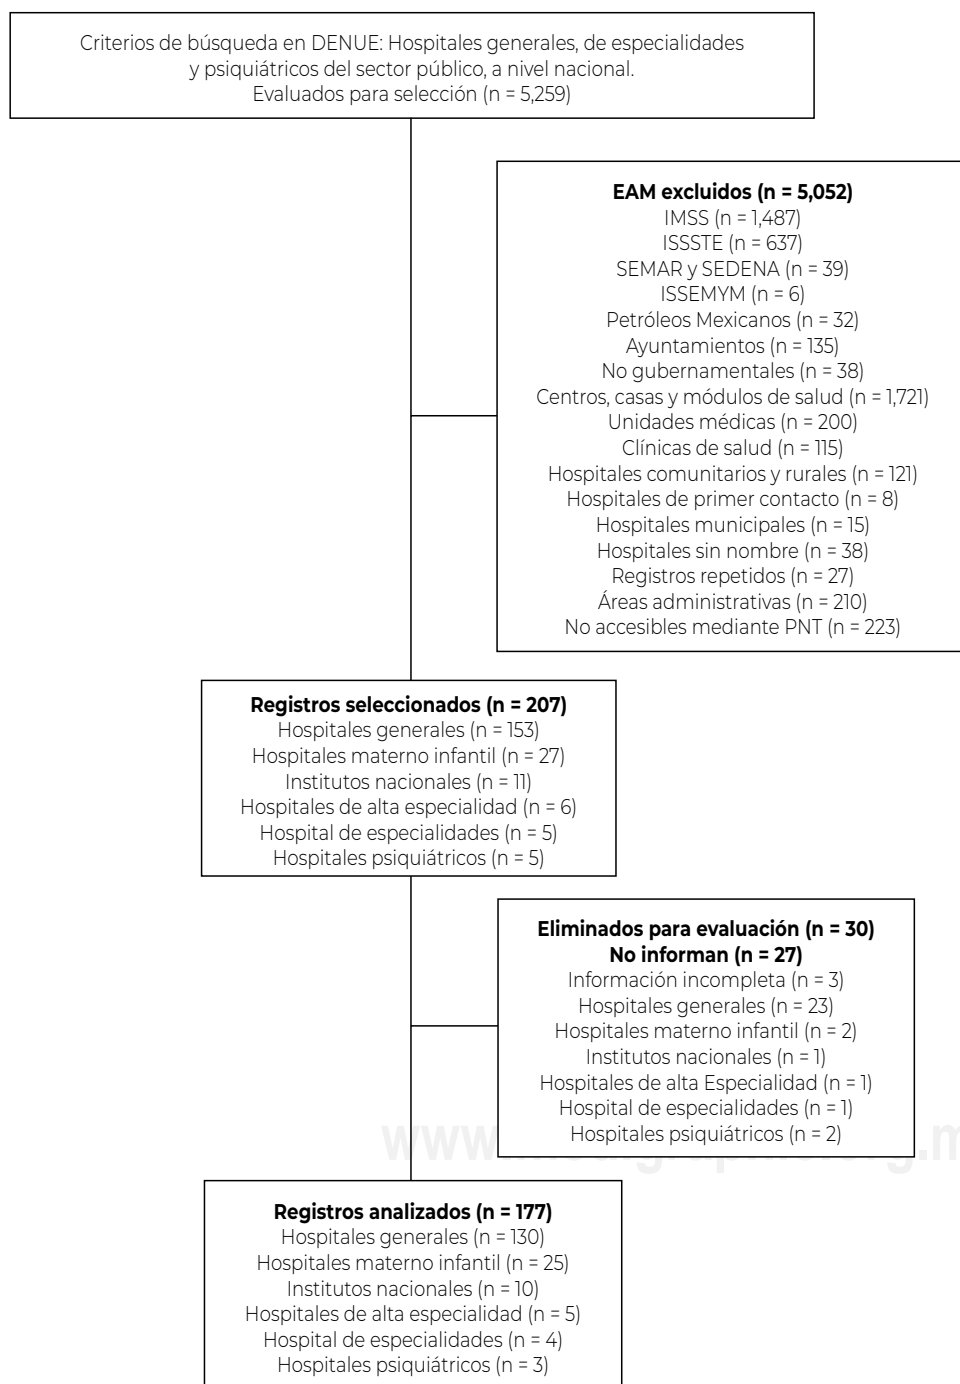 Criterios de búsqueda en DENUE: Hospitales generales, de especialidades
y psiquiátricos del sector público, a nivel nacional.
Evaluados para selección (n = 5,259)
EAM excluidos (n = 5,052)
IMSS (n = 1,487)
ISSSTE (n = 637)
SEMAR y SEDENA (n = 39)
ISSEMYM (n = 6)
Petróleos Mexicanos (n = 32)
Ayuntamientos (n = 135)
No gubernamentales (n = 38)
Centros, casas y módulos de salud (n = 1,721)
Unidades médicas (n = 200)
Clínicas de salud (n = 115)
Hospitales comunitarios y rurales (n = 121)
Hospitales de primer contacto (n = 8)
Hospitales municipales (n = 15)
Hospitales sin nombre (n = 38)
Registros repetidos (n = 27)
Áreas administrativas (n = 210)
No accesibles mediante PNT (n = 223)
Registros seleccionados (n = 207)
Hospitales generales (n = 153)
Hospitales materno infantil (n = 27)
Institutos nacionales (n = 11)
Hospitales de alta especialidad (n = 6)
Hospital de especialidades (n = 5)
Hospitales psiquiátricos (n = 5)
Eliminados para evaluación (n = 30)
No informan (n = 27)
Información incompleta (n = 3)
Hospitales generales (n = 23)
Hospitales materno infantil (n = 2)
Institutos nacionales (n = 1)
Hospitales de alta Especialidad (n = 1)
Hospital de especialidades (n = 1)
Hospitales psiquiátricos (n = 2)
Registros analizados (n = 177)
Hospitales generales (n = 130)
Hospitales materno infantil (n = 25)
Institutos nacionales (n = 10)
Hospitales de alta especialidad (n = 5)
Hospital de especialidades (n = 4)
Hospitales psiquiátricos (n = 3)